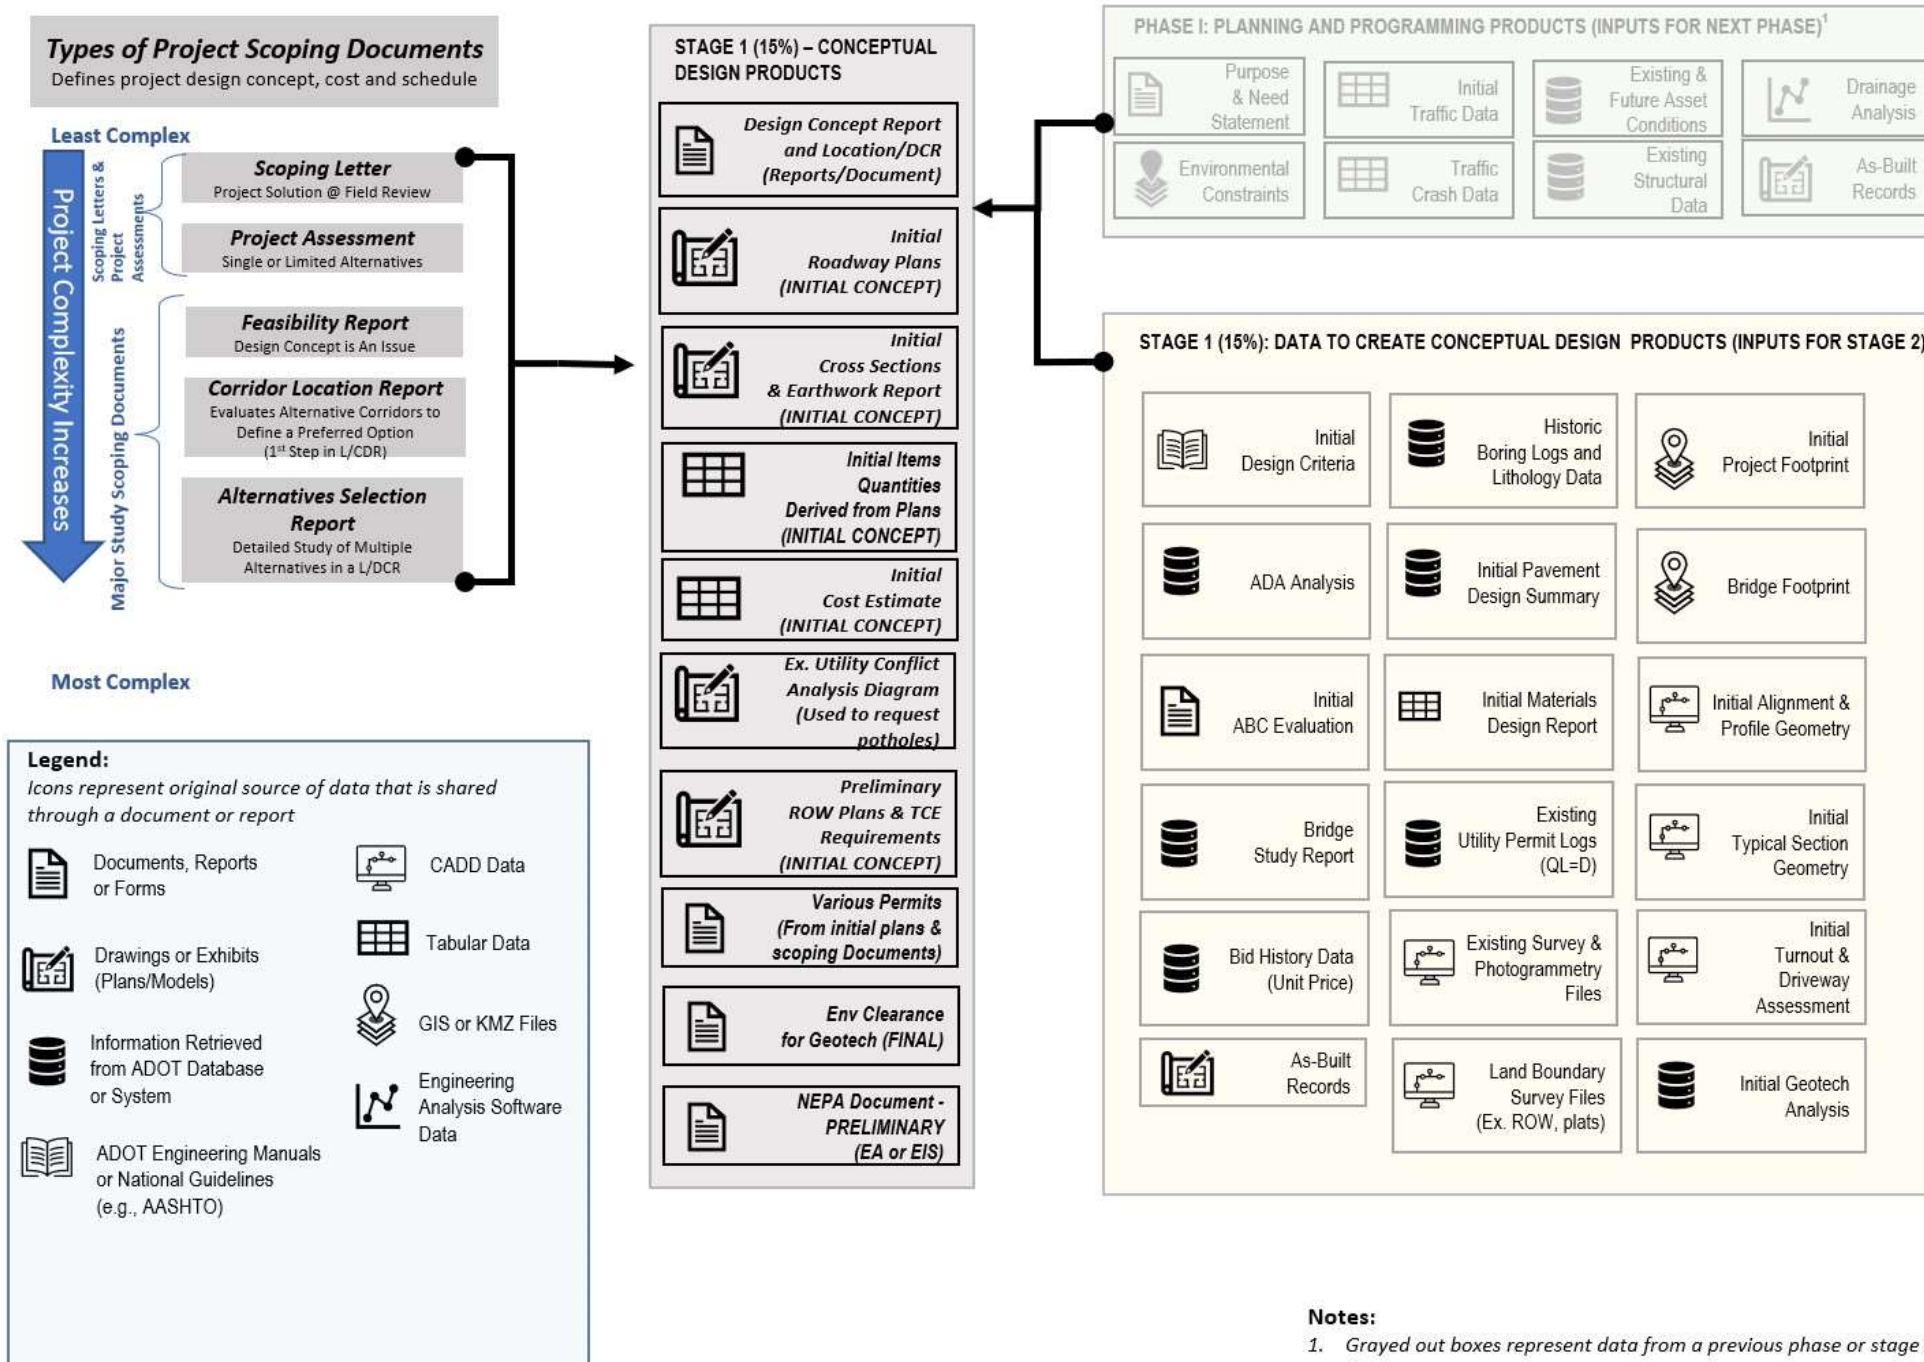 Types of Project Scoping Documents
Defines project design concept, cost and schedule
Least Complex
Project Complexity Increases
Scoping Letters &
Project
Assessments
Scoping Letter
Project Solution @ Field Review
Project Assessment
Single or Limited Alternatives
Major Study Scoping Documents
Feasibility Report
Design Concept is An Issue
Corridor Location Report
Evaluates Alternative Corridors to
Define a Preferred Option
(1st Step in L/CDR)
Alternatives Selection
Report
Detailed Study of Multiple
Alternatives in a L/DCR
Most Complex
Legend:
Icons represent original source of data that is shared
through a document or report
Documents, Reports
or Forms
Drawings or Exhibits
(Plans/Models)
Information Retrieved
from ADOT Database
or System
ADOT Engineering Manuals
or National Guidelines
(e.g., AASHTO)
CADD Data
Tabular Data
GIS or KMZ Files
Engineering
Analysis Software
Data
STAGE 1 (15%) – CONCEPTUAL
DESIGN PRODUCTS
Design Concept Report
and Location/DCR
(Reports/Document)
Initial
Roadway Plans
(INITIAL CONCEPT)
Initial
Cross Sections
& Earthwork Report
(INITIAL CONCEPT)
Initial Items
Quantities
Derived from Plans
(INITIAL CONCEPT)
Initial
Cost Estimate
(INITIAL CONCEPT)
Ex. Utility Conflict
Analysis Diagram
(Used to request
potholes)
Preliminary
ROW Plans & TCE
Requirements
(INITIAL CONCEPT)
Various Permits
(From initial plans &
scoping Documents)
Env Clearance
for Geotech (FINAL)
NEPA Document -
PRELIMINARY
(EA or EIS)
PHASE I: PLANNING AND PROGRAMMING PRODUCTS (INPUTS FOR NEXT PHASE)1
Purpose
& Need
Statement
Initial
Traffic Data
Existing &
Future Asset
Conditions
Drainage
Analysis
Environmental
Constraints
Traffic
Crash Data
Existing
Structural
Data
As-Built
Records
STAGE 1 (15%): DATA TO CREATE CONCEPTUAL DESIGN PRODUCTS (INPUTS FOR STAGE 2)
Initial
Design Criteria
Historic
Boring Logs and
Lithology Data
Initial
Project Footprint
ADA Analysis
Initial Pavement
Design Summary
Bridge Footprint
Initial
ABC Evaluation
Initial Materials
Design Report
Initial Alignment &
Profile Geometry
Bridge
Study Report
Existing
Utility Permit Logs
(QL=D)
Initial
Typical Section
Geometry
Bid History Data
(Unit Price)
Existing Survey &
Photogrammetry
Files
Initial
Turnout &
Driveway
Assessment
As-Built
Records
Land Boundary
Survey Files
(Ex. ROW, plats)
Initial Geotech
Analysis
Notes:
1. Grayed out boxes represent data from a previous phase or stage